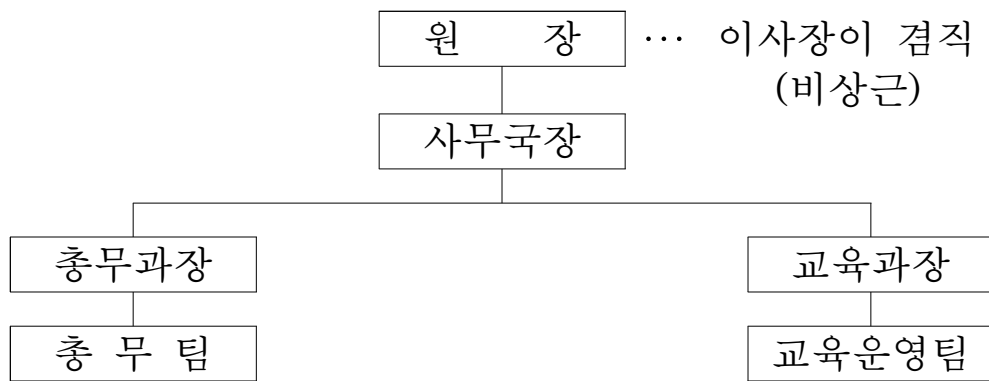 원 장 … 이사장이 겸직
(비상근)
사무국장
총무과장 교육과장
총 무 팀 교육운영팀